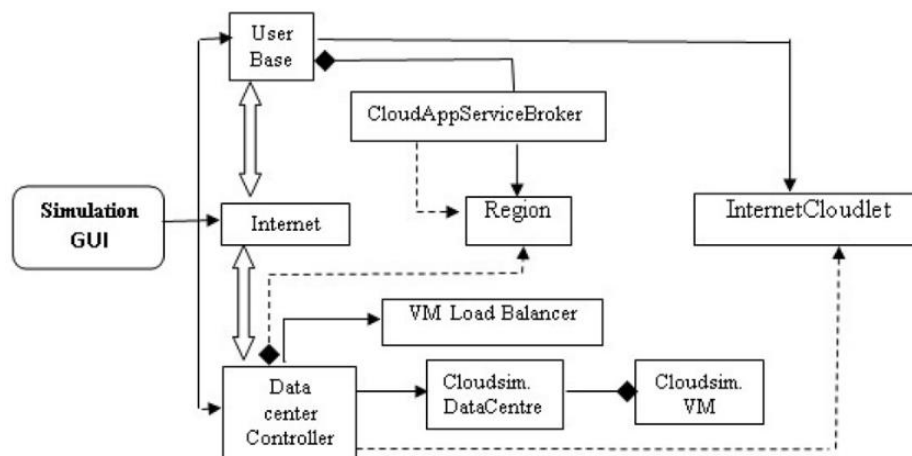 User
Base
CloudAppServiceBroker
Simulation
GUI
Internet
Region
InternetCloudlet
VM Load Balancer
Data
center
Controller
Cloudsim.
DataCentre
Cloudsim.
VM